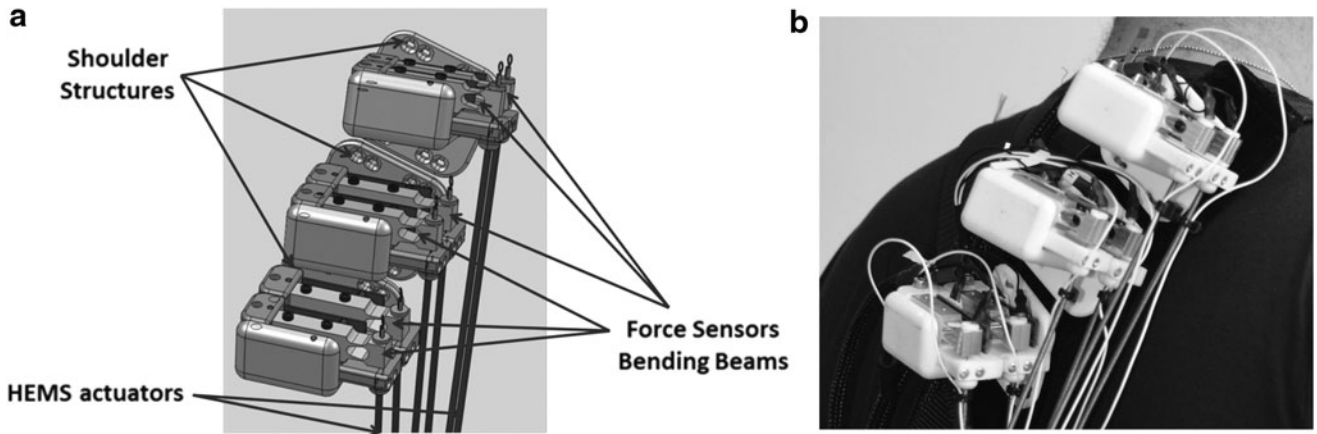 a
Shoulder
Structures
Force Sensors
Bending Beams
HEMS actuators
b